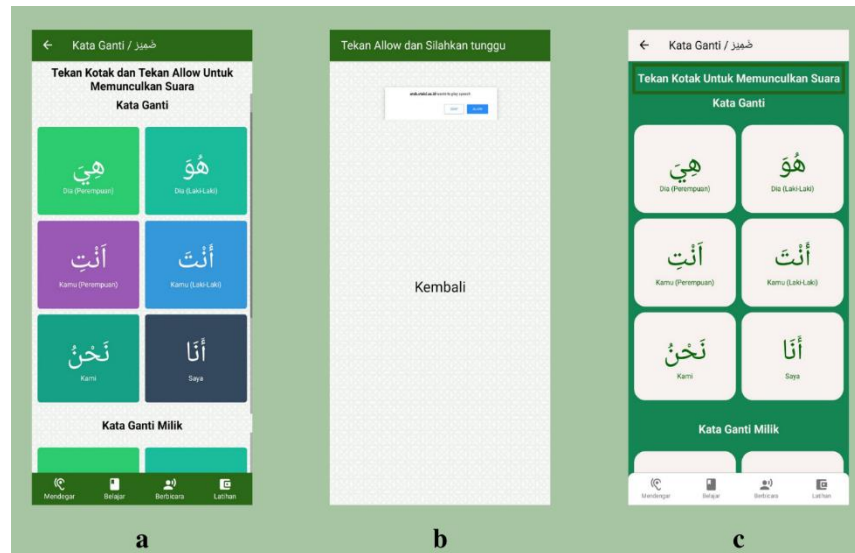 Kata Ganti / ضَمِيْر
Tekan Kotak dan Tekan Allow Untuk
Memunculkan Suara
Kata Ganti
هِيَ
Dia (Perempuan)
هُوَ
Dia (Laki-Laki)
اَنْتِ
Kamu (Perempuan)
أَنْتَ
Kamu (Laki-Laki)
نَحْنُ
Kami
أَنَا
Saya
Kata Ganti Milik
Mendegar
Belajar
Berbicara
Latihan
a
Tekan Allow dan Silahkan tunggu
Kembali
b
Kata Ganti / ضَمِيْر
Tekan Kotak Untuk Memunculkan Suara
Kata Ganti
هِيَ
Dia (Perempuan)
هُوَ
Dia (Laki-Laki)
اَنْتِ
Kamu (Perempuan)
أَنْتَ
Kamu (Laki-Laki)
نَحْنُ
Kami
أَنَا
Saya
Kata Ganti Milik
Mendegar
Belajar
Berbicara
Latihan
c